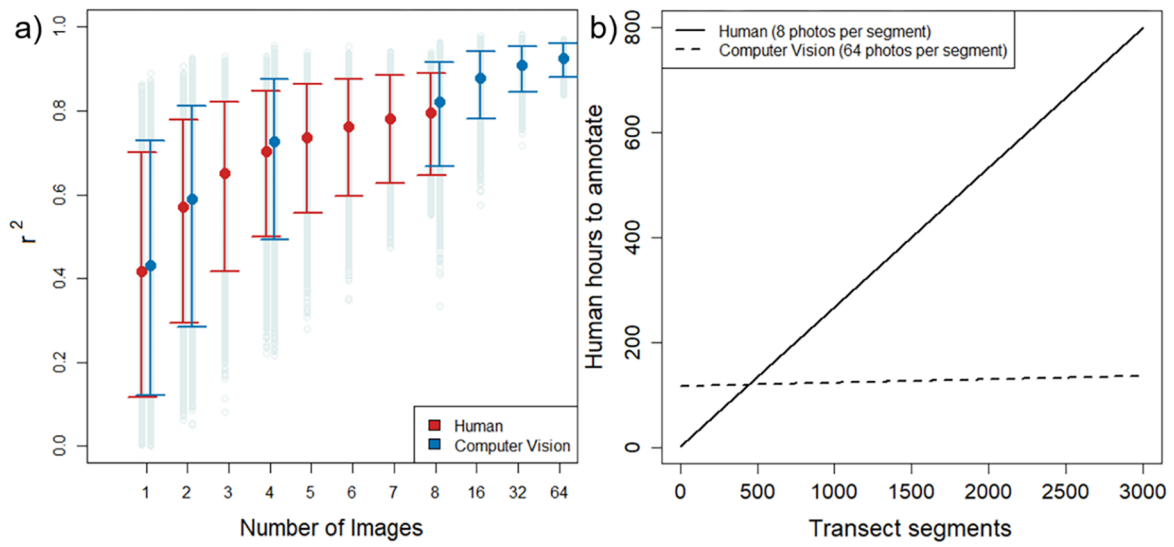 a)
r 2
1.0
0.8
0.6
0.4
0.2
0.0
Human
Computer Vision
1 2 3 4 5 6 7 8 16 32 64
Number of Images
b)
Human hours to annotate
800
600
400
200
0
Human (8 photos per segment)
Computer Vision (64 photos per segment)
0 500 1000 1500 2000 2500 3000
Transect segments